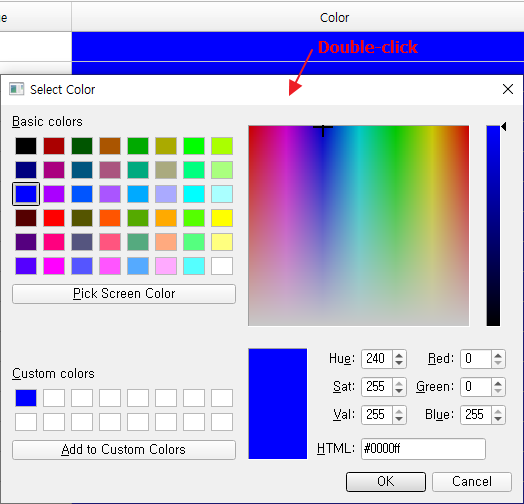 e
Color
Double-click
Select Color
Basic colors
Pick Screen Color
Custom colors
Add to Custom Colors
Hue: 240
Red: 0
Sat: 255
Green: 0
Val: 255
Blue: 255
HTML: #0000ff
OK
Cancel